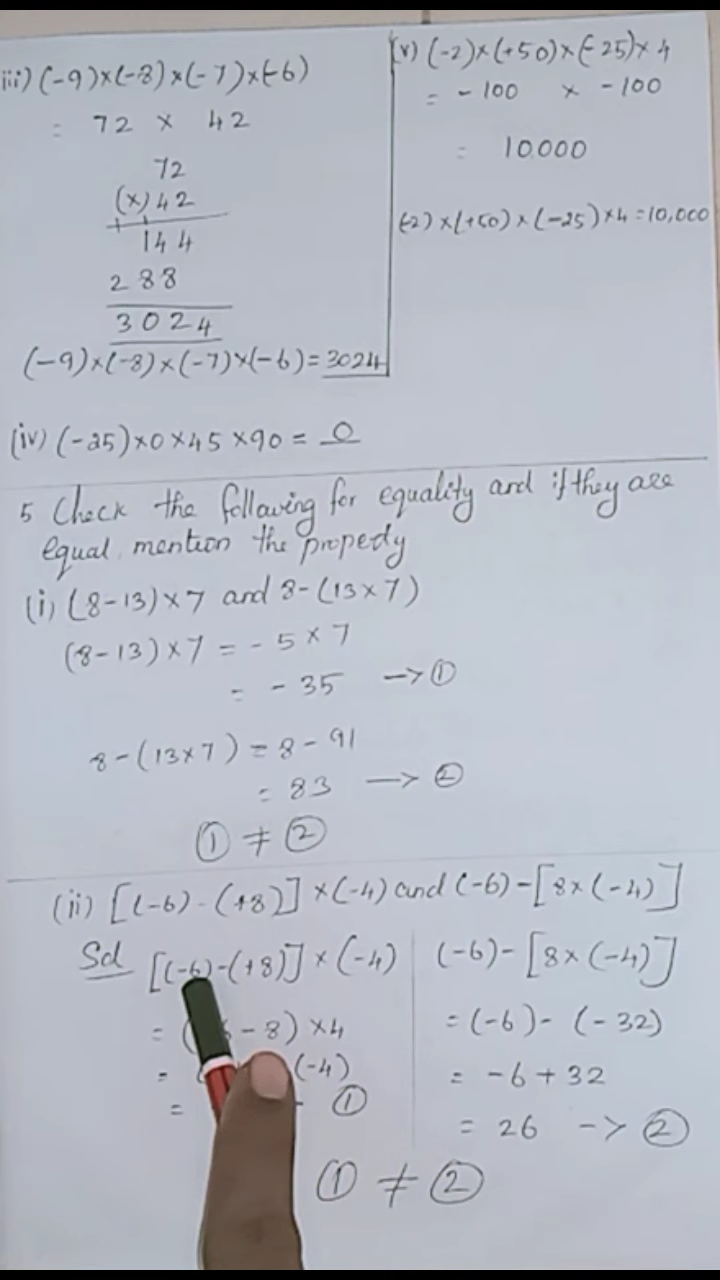 iii) (-9)×(-8)×(-7)×(-6)
= 72 × 42
72
(×) 42
144
288
3024
(-9)×(-8)×(-7)×(-6) = 3024
(v) (-2)×(+50)×(-25)×4
= -100 × -100
= 10000
(-2)×(+50)×(-25)×4=10,000
(iv) (-25)×0×45×90 = 0
5 Check the following for equality and if they are
equal, mention the property
(i) (8-13)×7 and 8-(13×7)
(8-13)×7 = -5×7
= -35 → ①
8-(13×7) = 8-91
= 83 → ②
① ≠ ②
(ii) [(-6)-(+8)]×(-4) and (-6)-[8×(-4)]
Sol [(-6)-(+8)]×(-4)
= ( -8)×4
= (-4)
= ①
(-6)-[8×(-4)]
=(-6)-(-32)
= -6+32
= 26 → ②
① ≠ ②